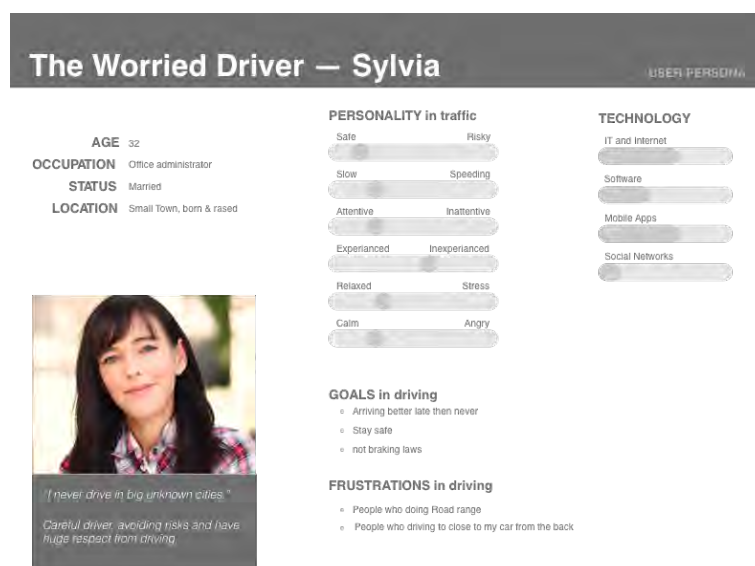 The Worried Driver — Sylvia
USER PERSONA
AGE 32
OCCUPATION Office administrator
STATUS Married
LOCATION Small Town, born & rased
"I never drive in big unknown cities."
Careful driver, avoiding risks and have
huge respect from driving
PERSONALITY in traffic
Safe Risky
Slow Speeding
Attentive Inattentive
Experianced Inexperianced
Relaxed Stress
Calm Angry
GOALS in driving
Arriving better late then never
Stay safe
not braking laws
FRUSTRATIONS in driving
People who doing Road range
People who driving to close to my car from the back
TECHNOLOGY
IT and Internet
Software
Mobile Apps
Social Networks